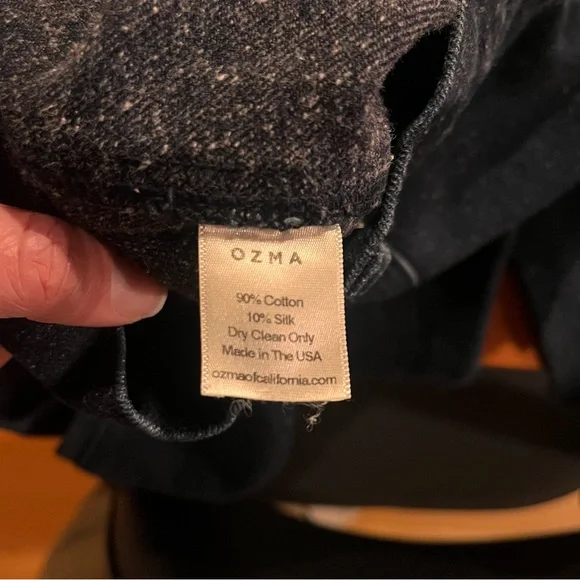 OZMA
90% Cotton
10% Silk
Dry Clean Only
Made in The USA
ozmaofcalifornia.com